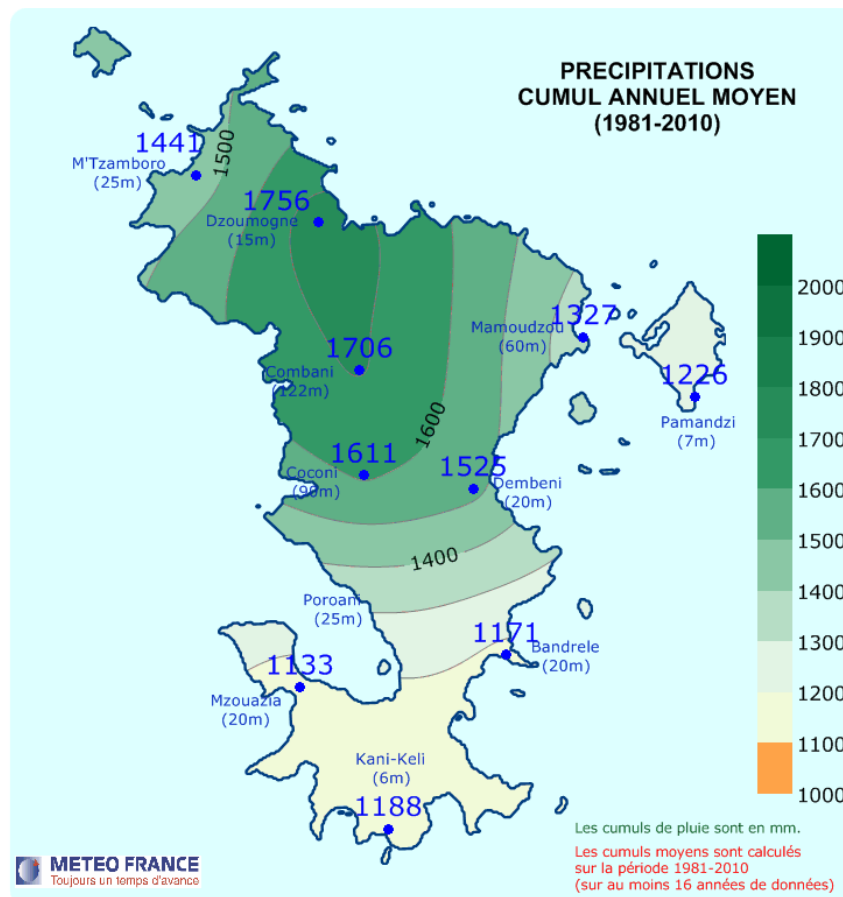 PRECIPITATIONS
CUMUL ANNUEL MOYEN
(1981-2010)
1441
M'Tzamboro
(25m)
1500
1756
Dzoumogne
(15m)
2000
1900
1800
1700
1600
1500
1400
1300
1200
1100
1000
Mamoudzou
1327
(60m)
1706
Combani
(122m)
1226
Pamandzi
(7m)
1600
1611
Coconi
(90m)
1525
Dembeni
(20m)
1400
Poroani
(25m)
1171
Bandrele
(20m)
1133
Mzouazia
(20m)
Kani-Keli
(6m)
1188
Les cumuls de pluie sont en mm.
Les cumuls moyens sont calculés
sur la période 1981-2010
(sur au moins 16 années de données)
METEO FRANCE
Toujours un temps d'avance